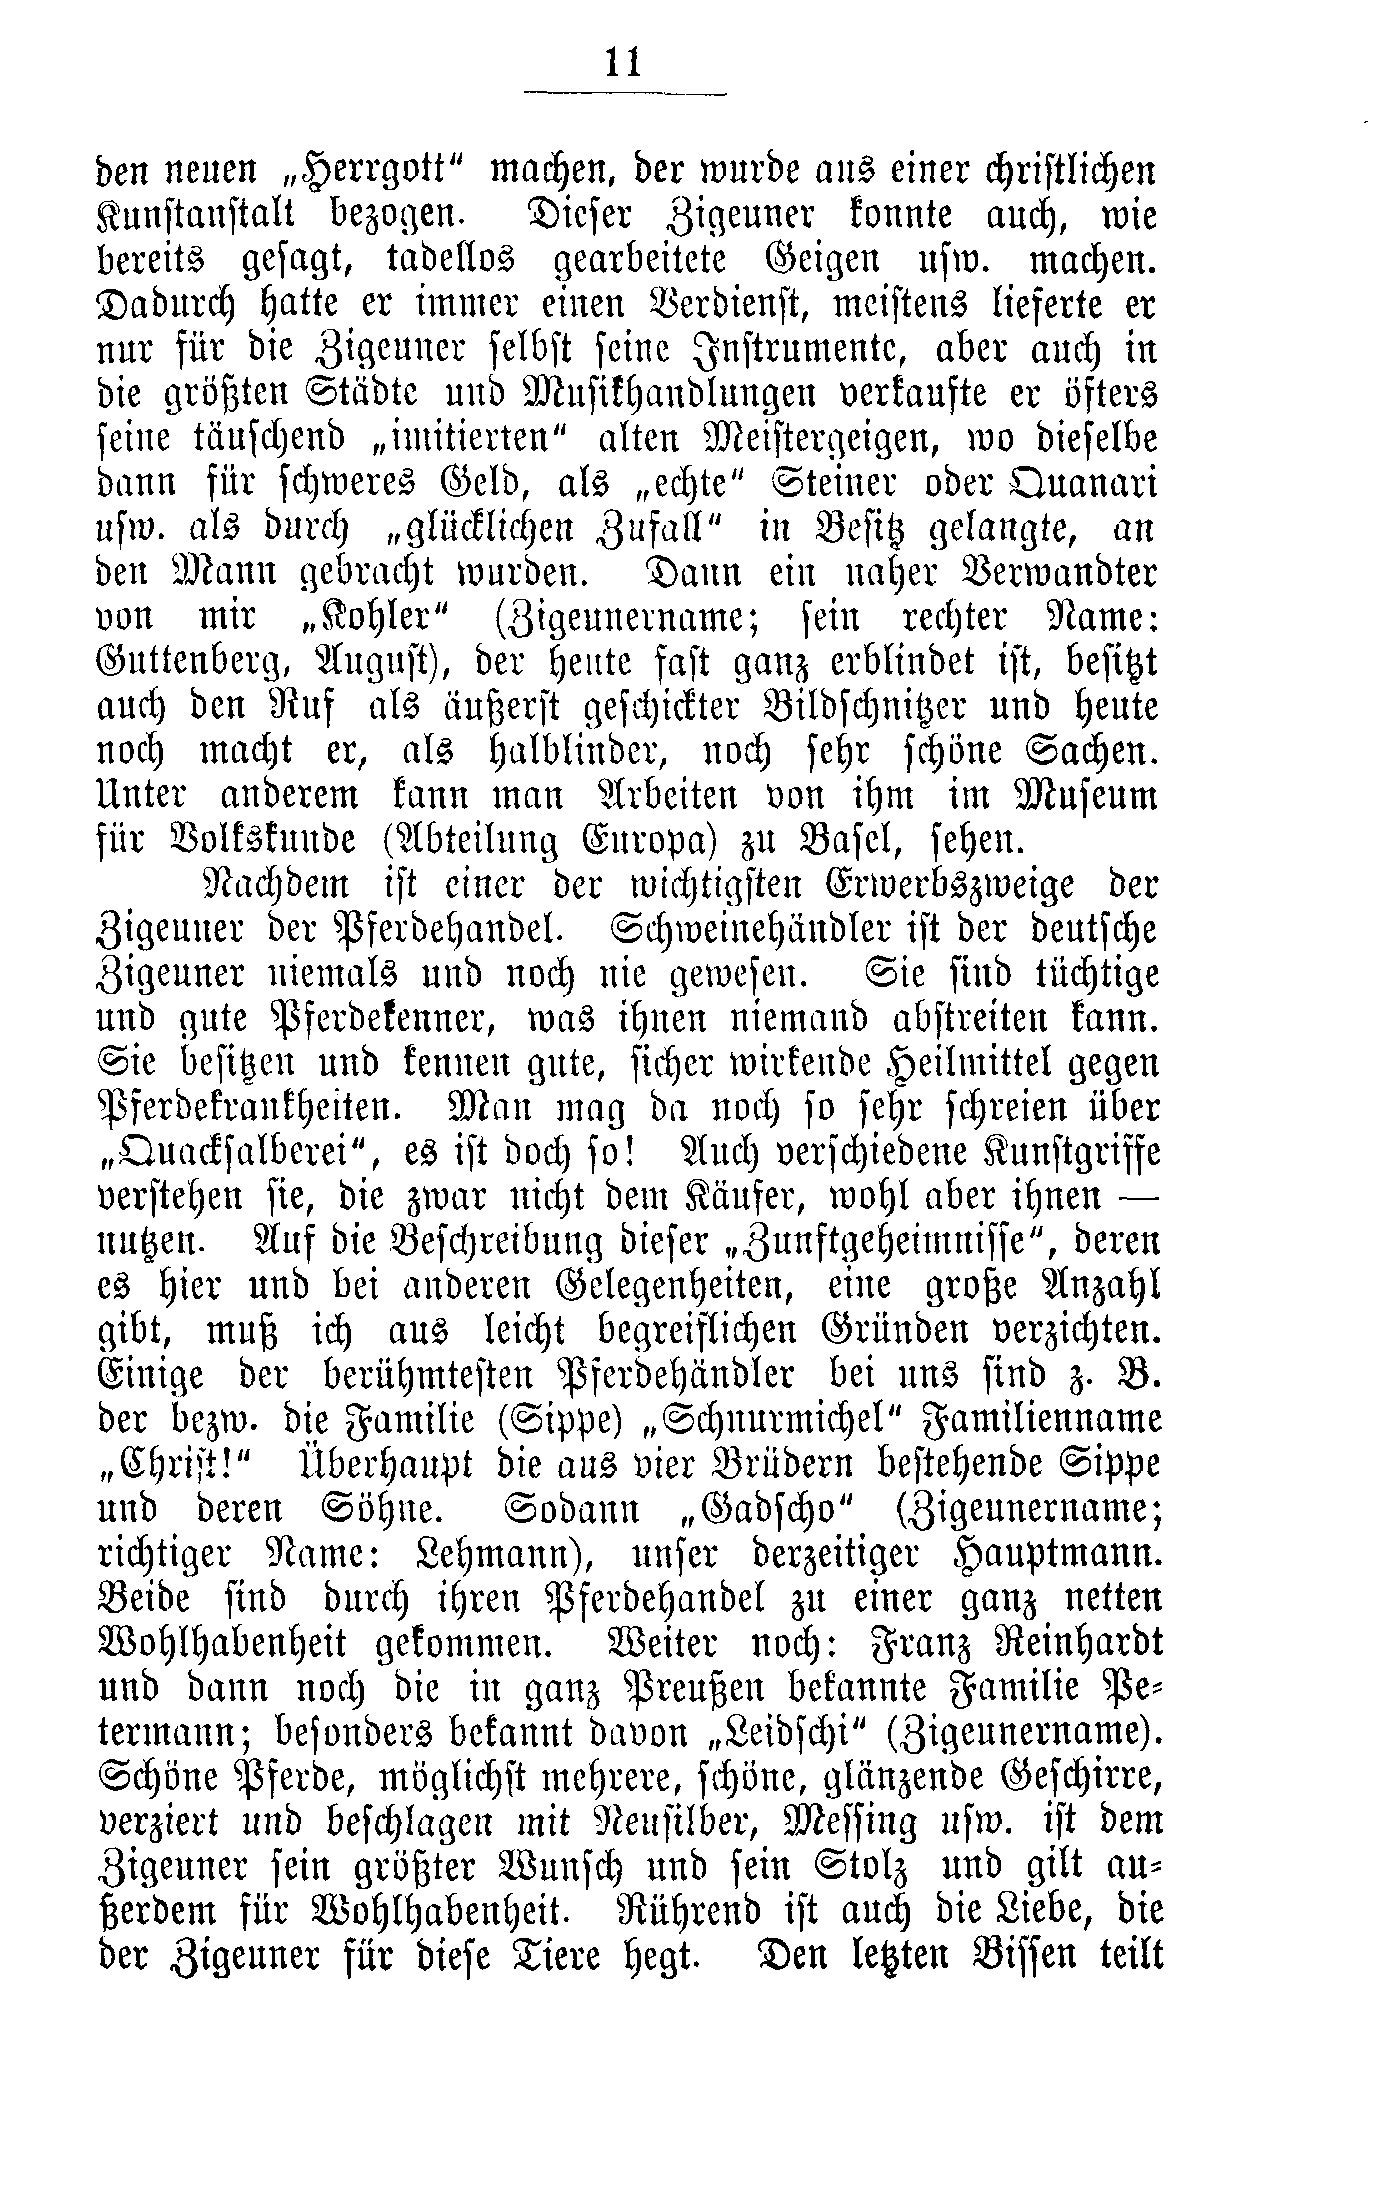 11
den neuen „Herrgott“ machen, der wurde aus einer christlichen
Kunstanstalt bezogen. Dieser Zigeuner konnte auch, wie
bereits gesagt, tadellos gearbeitete Geigen usw. machen.
Dadurch hatte er immer einen Verdienst, meistens lieferte er
nur für die Zigeuner selbst seine Instrumente, aber auch in
die größten Städte und Musikhandlungen verkaufte er öfters
seine täuschend „imitierten“ alten Meistergeigen, wo dieselbe
dann für schweres Geld, als „echte“ Steiner oder Quanari
usw. als durch „glücklichen Zufall“ in Besitz gelangte, an
den Mann gebracht wurden. Dann ein naher Verwandter
von mir „Kohler“ (Zigeunername; sein rechter Name:
Guttenberg, August), der heute fast ganz erblindet ist, besitzt
auch den Ruf als äußerst geschickter Bildschnitzer und heute
noch macht er, als halblinder, noch sehr schöne Sachen.
Unter anderem kann man Arbeiten von ihm im Museum
für Volkskunde (Abteilung Europa) zu Basel, sehen.
Nachdem ist einer der wichtigsten Erwerbszweige der
Zigeuner der Pferdehandel. Schweinehändler ist der deutsche
Zigeuner niemals und noch nie gewesen. Sie sind tüchtige
und gute Pferdekenner, was ihnen niemand abstreiten kann.
Sie besitzen und kennen gute, sicher wirkende Heilmittel gegen
Pferdekrankheiten. Man mag da noch so sehr schreien über
„Quacksalberei“, es ist doch so! Auch verschiedene Kunstgriffe
verstehen sie, die zwar nicht dem Käufer, wohl aber ihnen —
nutzen. Auf die Beschreibung dieser „Zunftgeheimnisse“, deren
es hier und bei anderen Gelegenheiten, eine große Anzahl
gibt, muß ich aus leicht begreiflichen Gründen verzichten.
Einige der berühmtesten Pferdehändler bei uns sind z. B.
der bezw. die Familie (Sippe) „Schnurmichel“ Familienname
„Christ!“ Überhaupt die aus vier Brüdern bestehende Sippe
und deren Söhne. Sodann „Gadscho“ (Zigeunername;
richtiger Name: Lehmann), unser derzeitiger Hauptmann.
Beide sind durch ihren Pferdehandel zu einer ganz netten
Wohlhabenheit gekommen. Weiter noch: Franz Reinhardt
und dann noch die in ganz Preußen bekannte Familie Pe-
termann; besonders bekannt davon „Leidschi“ (Zigeunername).
Schöne Pferde, möglichst mehrere, schöne, glänzende Geschirre,
verziert und beschlagen mit Neusilber, Messing usw. ist dem
Zigeuner sein größter Wunsch und sein Stolz und gilt au-
ßerdem für Wohlhabenheit. Rührend ist auch die Liebe, die
der Zigeuner für diese Tiere hegt. Den letzten Bissen teilt